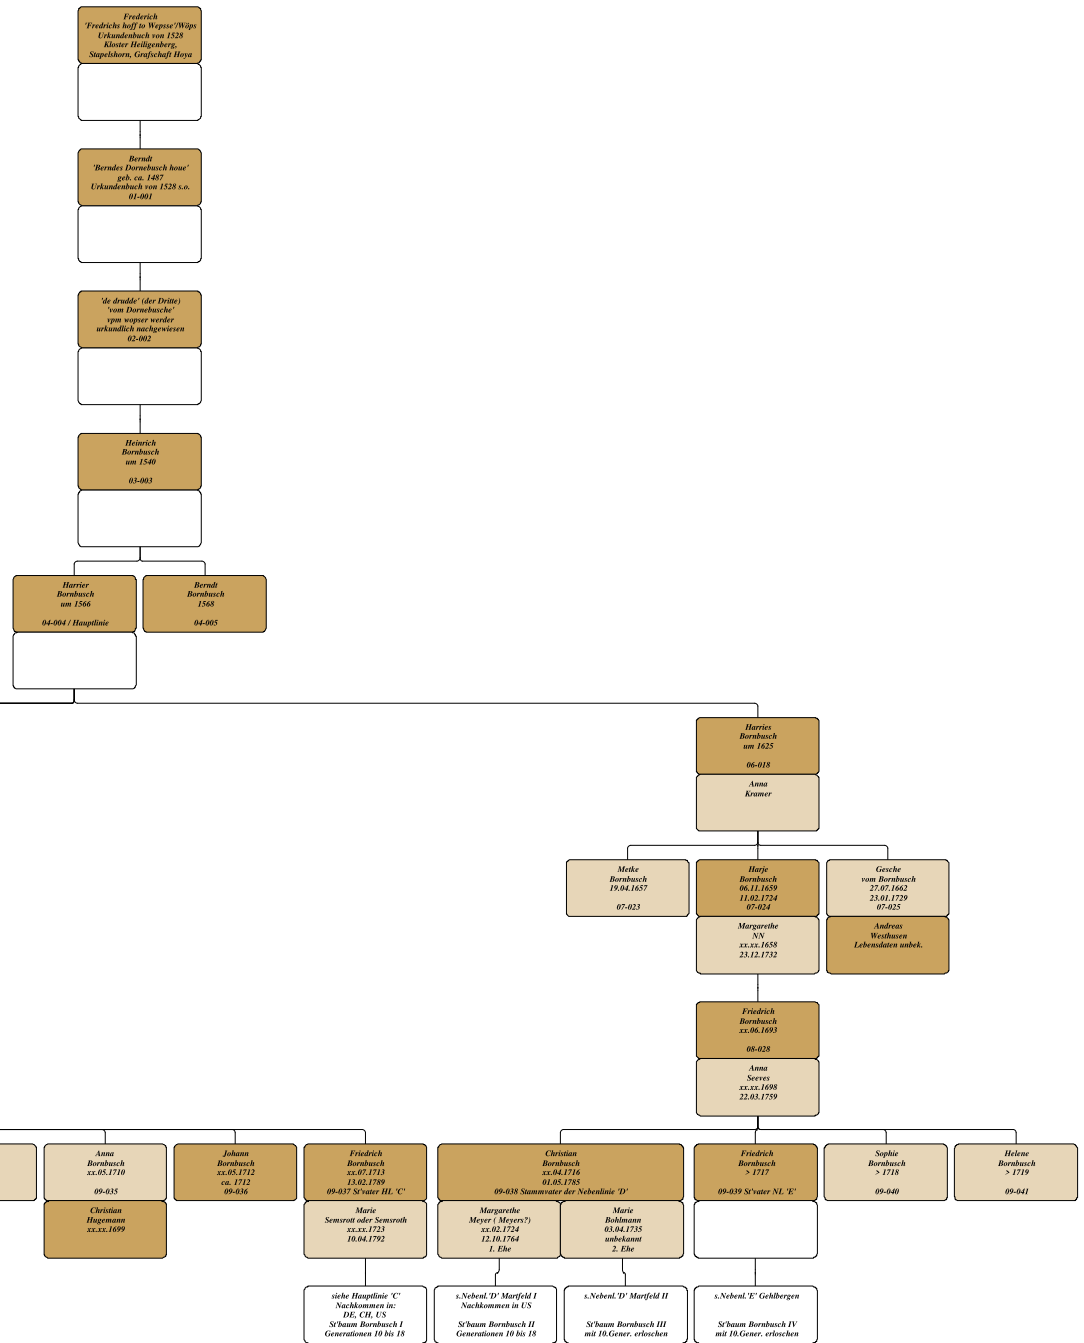 Frederich
'Fredrichs hoff to Wepsse'/Wöps
Urkundenbuch von 1528
Kloster Heiligenberg,
Stapelshorn, Grafschaft Hoya
Berndt
'Berndes Dornebusch houe'
geb. ca. 1487
Urkundenbuch von 1528 s.o.
01-001
'de drudde' (der Dritte)
'vom Dornebusche'
vpm wopser werder
urkundlich nachgewiesen
02-002
Heinrich
Bornbusch
um 1540
03-003
Harrier
Bornbusch
um 1566
04-004 / Hauptlinie
Berndt
Bornbusch
1568
04-005
Harries
Bornbusch
um 1625
06-018
Anna
Kramer
Metke
Bornbusch
19.04.1657
07-023
Harje
Bornbusch
06.11.1659
11.02.1724
07-024
Margarethe
NN
xx.xx.1658
23.12.1732
Gesche
vom Bornbusch
27.07.1662
23.01.1729
07-025
Andreas
Westhusen
Lebensdaten unbek.
Friedrich
Bornbusch
xx.06.1693
08-028
Anna
Seeves
xx.xx.1698
22.03.1759
Anna
Bornbusch
xx.05.1710
09-035
Christian
Hugemann
xx.xx.1699
Johann
Bornbusch
xx.05.1712
ca. 1712
09-036
Friedrich
Bornbusch
xx.07.1713
13.02.1789
09-037 St'vater HL 'C'
Marie
Semsrott oder Semsroth
xx.xx.1723
10.04.1792
siehe Hauptlinie 'C'
Nachkommen in:
DE, CH, US
St'baum Bornbusch I
Generationen 10 bis 18
Christian
Bornbusch
xx.04.1716
01.05.1785
09-038 Stammvater der Nebenlinie 'D'
Margarethe
Meyer ( Meyers?)
xx.02.1724
12.10.1764
1. Ehe
Marie
Bohlmann
03.04.1735
unbekannt
2. Ehe
s.Nebenl.'D' Martfeld I
Nachkommen in US
St'baum Bornbusch II
Generationen 10 bis 18
s.Nebenl.'D' Martfeld II
St'baum Bornbusch III
mit 10.Gener. erloschen
Friedrich
Bornbusch
> 1717
09-039 St'vater NL 'E'
s.Nebenl.'E' Gehlbergen
St'baum Bornbusch IV
mit 10.Gener. erloschen
Sophie
Bornbusch
> 1718
09-040
Helene
Bornbusch
> 1719
09-041